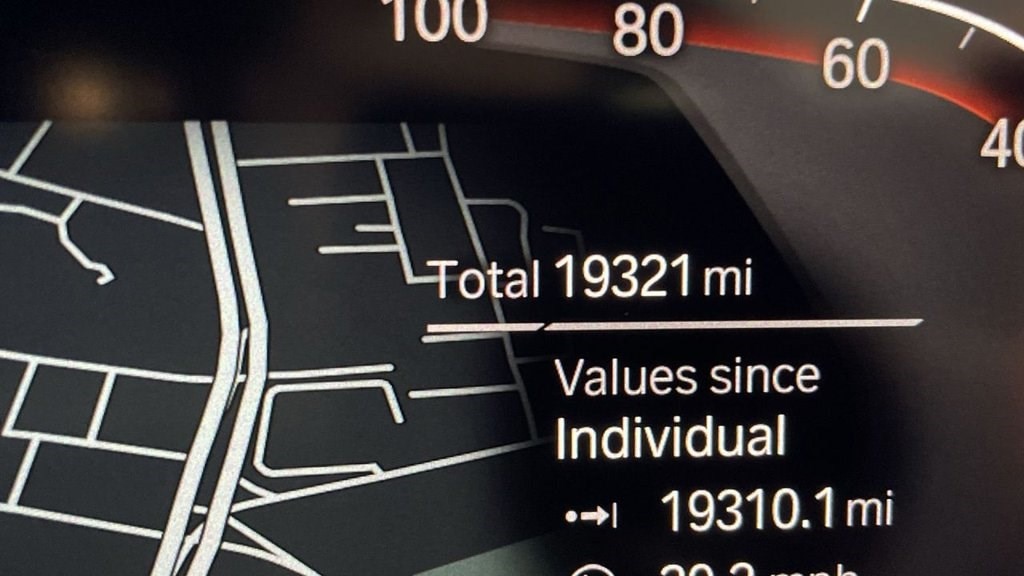 100
80
60
40
Total 19321 mi
Values since
Individual
19310.1 mi